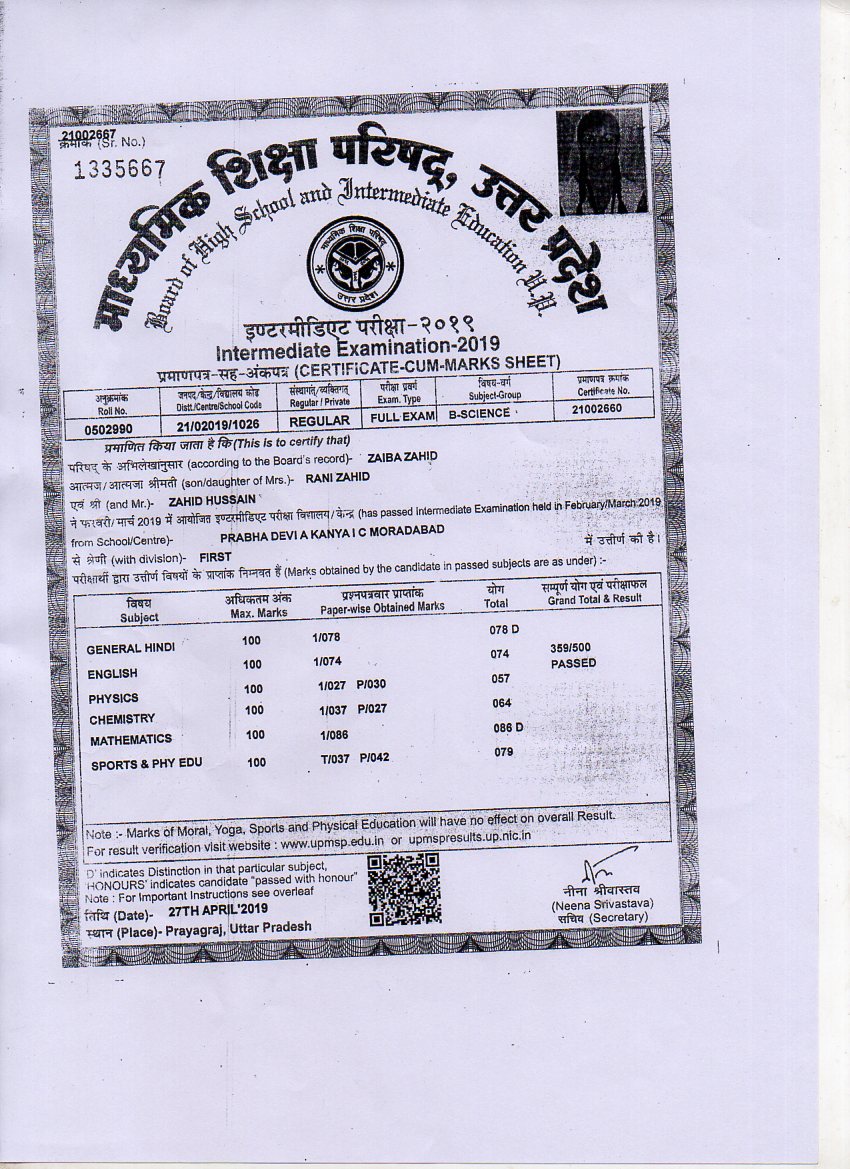 21002667
क्रमांक (Sr. No.)
1335667
माध्यमिक शिक्षा परिषद्, उत्तर प्रदेश
Board of High School and Intermediate Education U.P.
माध्यमिक शिक्षा परिषद्
उत्तर प्रदेश
इण्टरमीडिएट परीक्षा-२०१९
Intermediate Examination-2019
प्रमाणपत्र-सह-अंकपत्र (CERTIFICATE-CUM-MARKS SHEET)
अनुक्रमांक जनपद/केन्द्र/विद्यालय कोड संस्थागत/व्यक्तिगत परीक्षा प्रवर्ग विषय-वर्ग प्रमाणपत्र क्रमांक
Roll No. Distt./Centre/School Code Regular / Private Exam. Type Subject-Group Certificate No.
0502990 21/02019/1026 REGULAR FULL EXAM B-SCIENCE 21002660
प्रमाणित किया जाता है कि (This is to certify that)
परिषद् के अभिलेखानुसार (according to the Board's record)- ZAIBA ZAHID
आत्मज/आत्मजा श्रीमती (son/daughter of Mrs.)- RANI ZAHID
एवं श्री (and Mr.)- ZAHID HUSSAIN
ने फरवरी/मार्च 2019 में आयोजित इण्टरमीडिएट परीक्षा विद्यालय/केन्द्र (has passed Intermediate Examination held in February/March 2019
from School/Centre)- PRABHA DEVI A KANYA I C MORADABAD में उत्तीर्ण की है।
से श्रेणी (with division)- FIRST
परीक्षार्थी द्वारा उत्तीर्ण विषयों के प्राप्तांक निम्नवत हैं (Marks obtained by the candidate in passed subjects are as under) :-
विषय अधिकतम अंक प्रश्नपत्रवार प्राप्तांक योग सम्पूर्ण योग एवं परीक्षाफल
Subject Max. Marks Paper-wise Obtained Marks Total Grand Total & Result
GENERAL HINDI 100 1/078 078 D
ENGLISH 100 1/074 074 359/500
PASSED
PHYSICS 100 1/027 P/030 057
CHEMISTRY 100 1/037 P/027 064
MATHEMATICS 100 1/086 086 D
SPORTS & PHY EDU 100 T/037 P/042 079
Note :- Marks of Moral, Yoga, Sports and Physical Education will have no effect on overall Result.
For result verification visit website : www.upmsp.edu.in or upmspresults.up.nic.in
'D' indicates Distinction in that particular subject,
'HONOURS' indicates candidate "passed with honour"
Note : For Important Instructions see overleaf
तिथि (Date)- 27TH APRIL'2019
स्थान (Place)- Prayagraj, Uttar Pradesh
नीना श्रीवास्तव
(Neena Srivastava)
सचिव (Secretary)